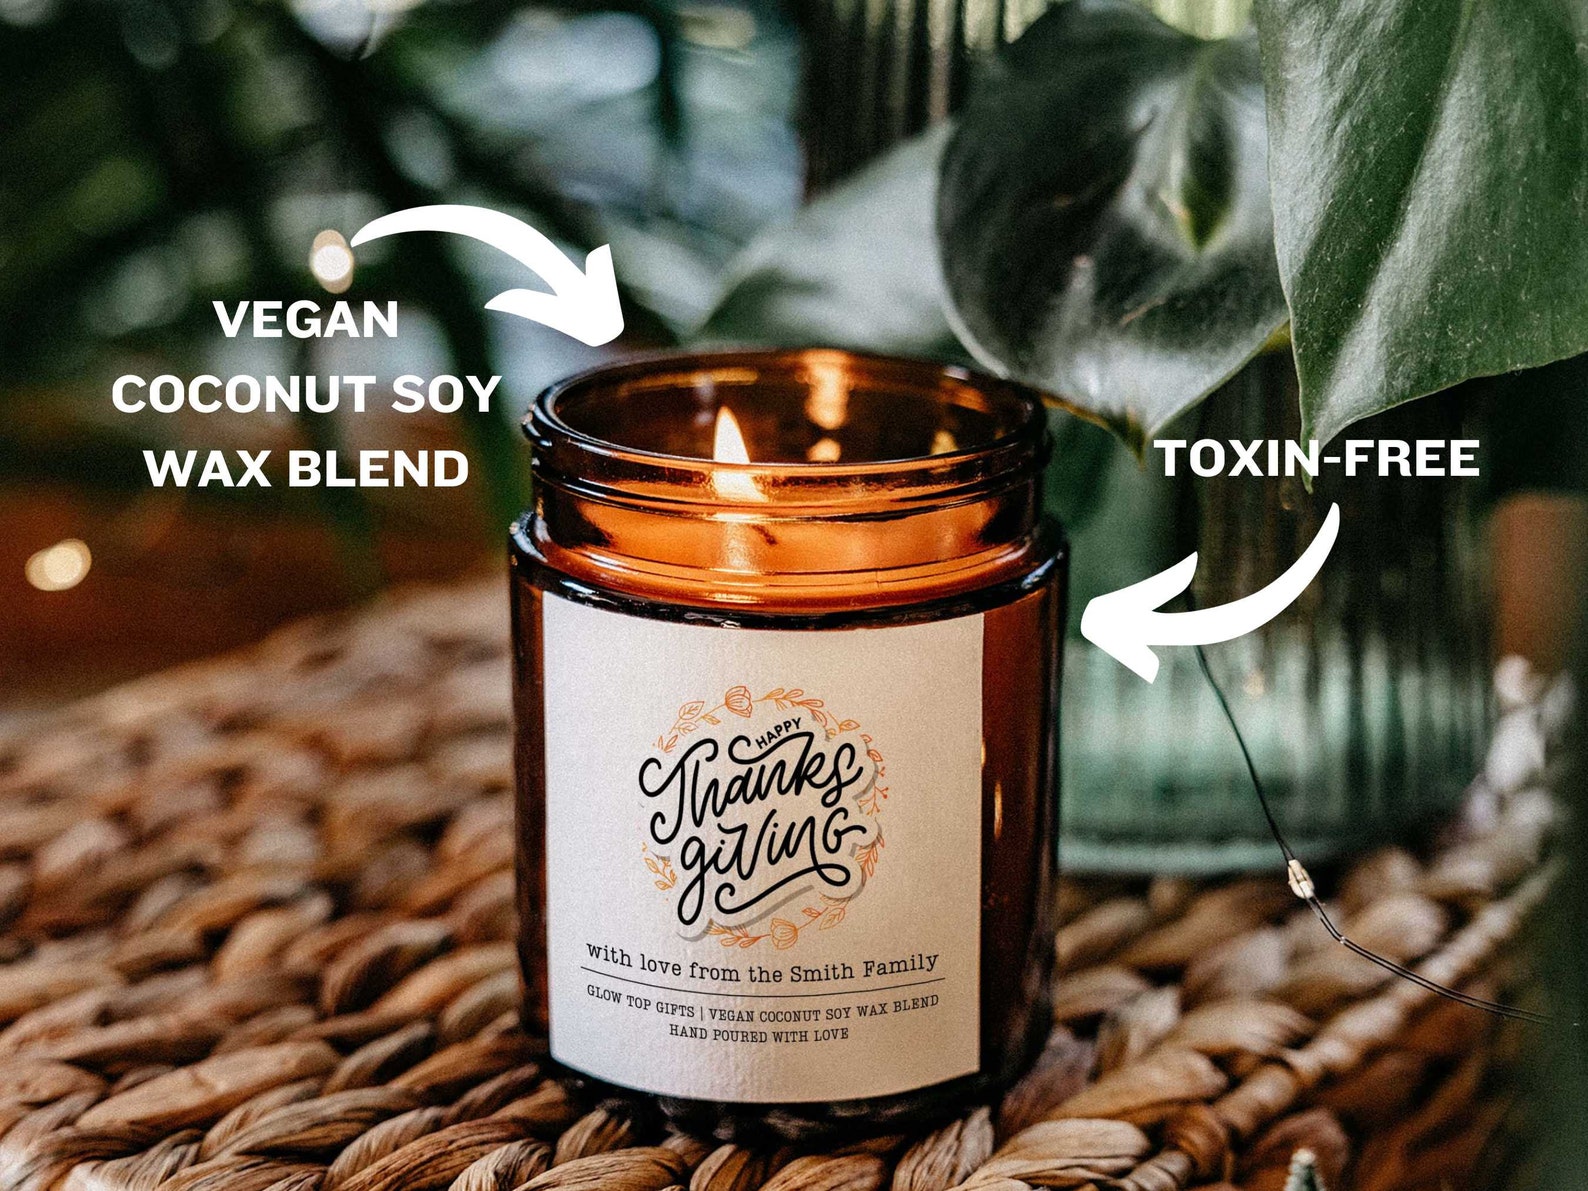 VEGAN
COCONUT SOY
WAX BLEND
TOXIN-FREE
HAPPY
Thanks
giving
with love from the Smith Family
GLOW TOP GIFTS | VEGAN COCONUT SOY WAX BLEND
HAND POURED WITH LOVE